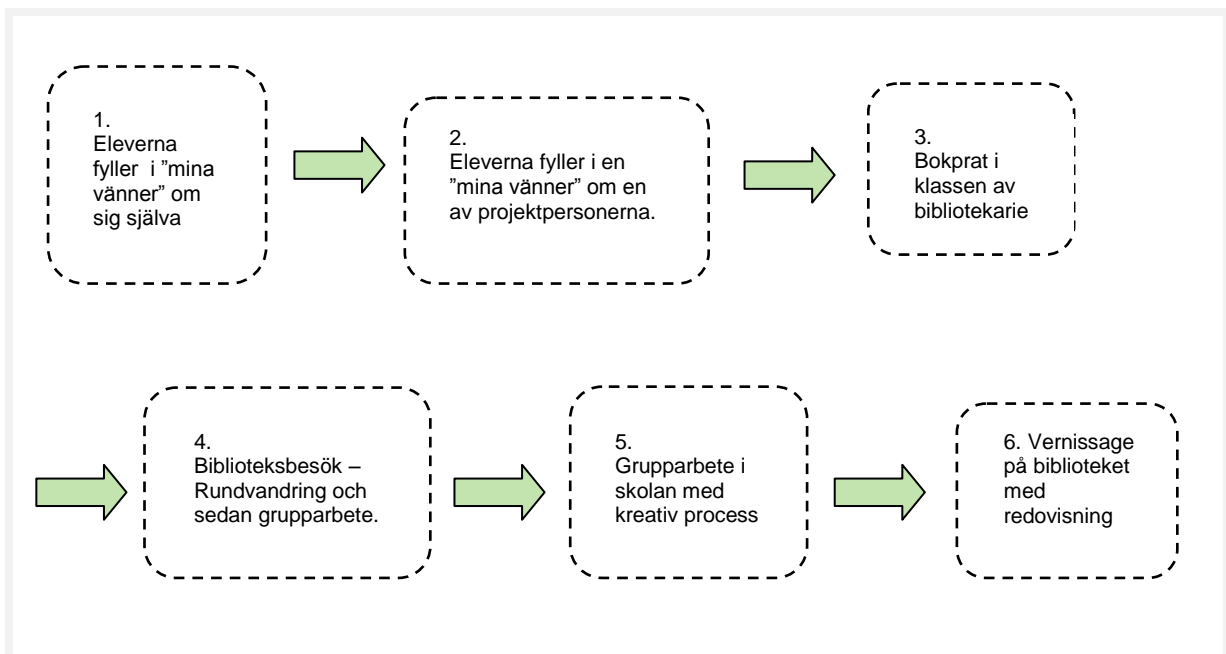 1.
Eleverna
fyller i ”mina
vänner” om
sig själva
2.
Eleverna fyller i en
”mina vänner” om en
av projektpersonerna.
3.
Bokprat i
klassen av
bibliotekarie
4.
Biblioteksbesök –
Rundvandring och
sedan grupparbete.
5.
Grupparbete i
skolan med
kreativ process
6. Vernissage
på biblioteket
med
redovisning